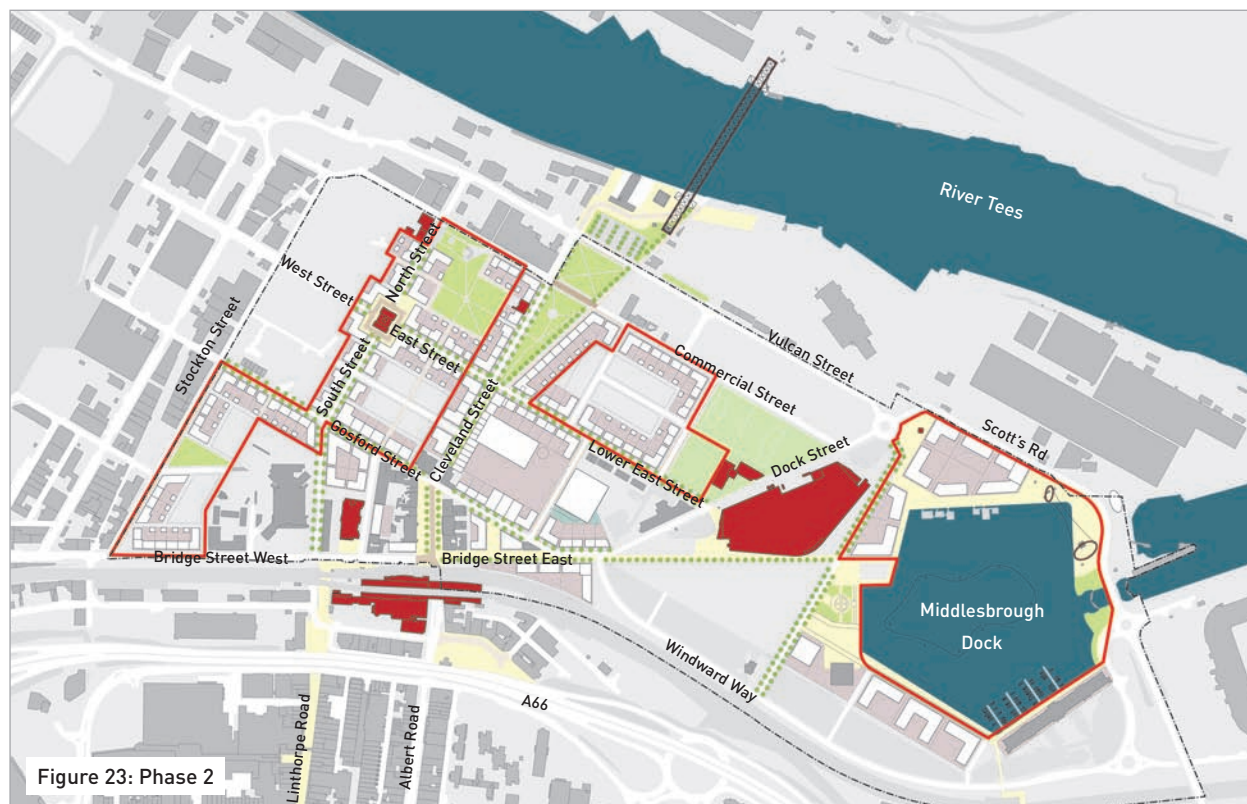 River Tees
North Street
West Street
Stockton Street
East Street
South Street
Vulcan Street
Commercial Street
Cleveland Street
Gosford Street
Scott's Rd
Dock Street
Lower East Street
Bridge Street West
Bridge Street East
Middlesbrough
Dock
Windward Way
A66
Linthorpe Road
Albert Road
Figure 23: Phase 2